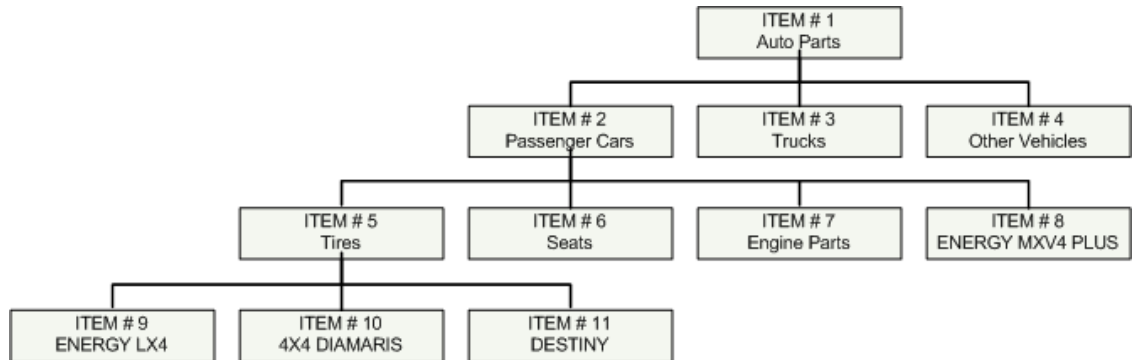 ITEM # 1
Auto Parts
ITEM # 2
Passenger Cars
ITEM # 3
Trucks
ITEM # 4
Other Vehicles
ITEM # 5
Tires
ITEM # 6
Seats
ITEM # 7
Engine Parts
ITEM # 8
ENERGY MXV4 PLUS
ITEM # 9
ENERGY LX4
ITEM # 10
4X4 DIAMARIS
ITEM # 11
DESTINY